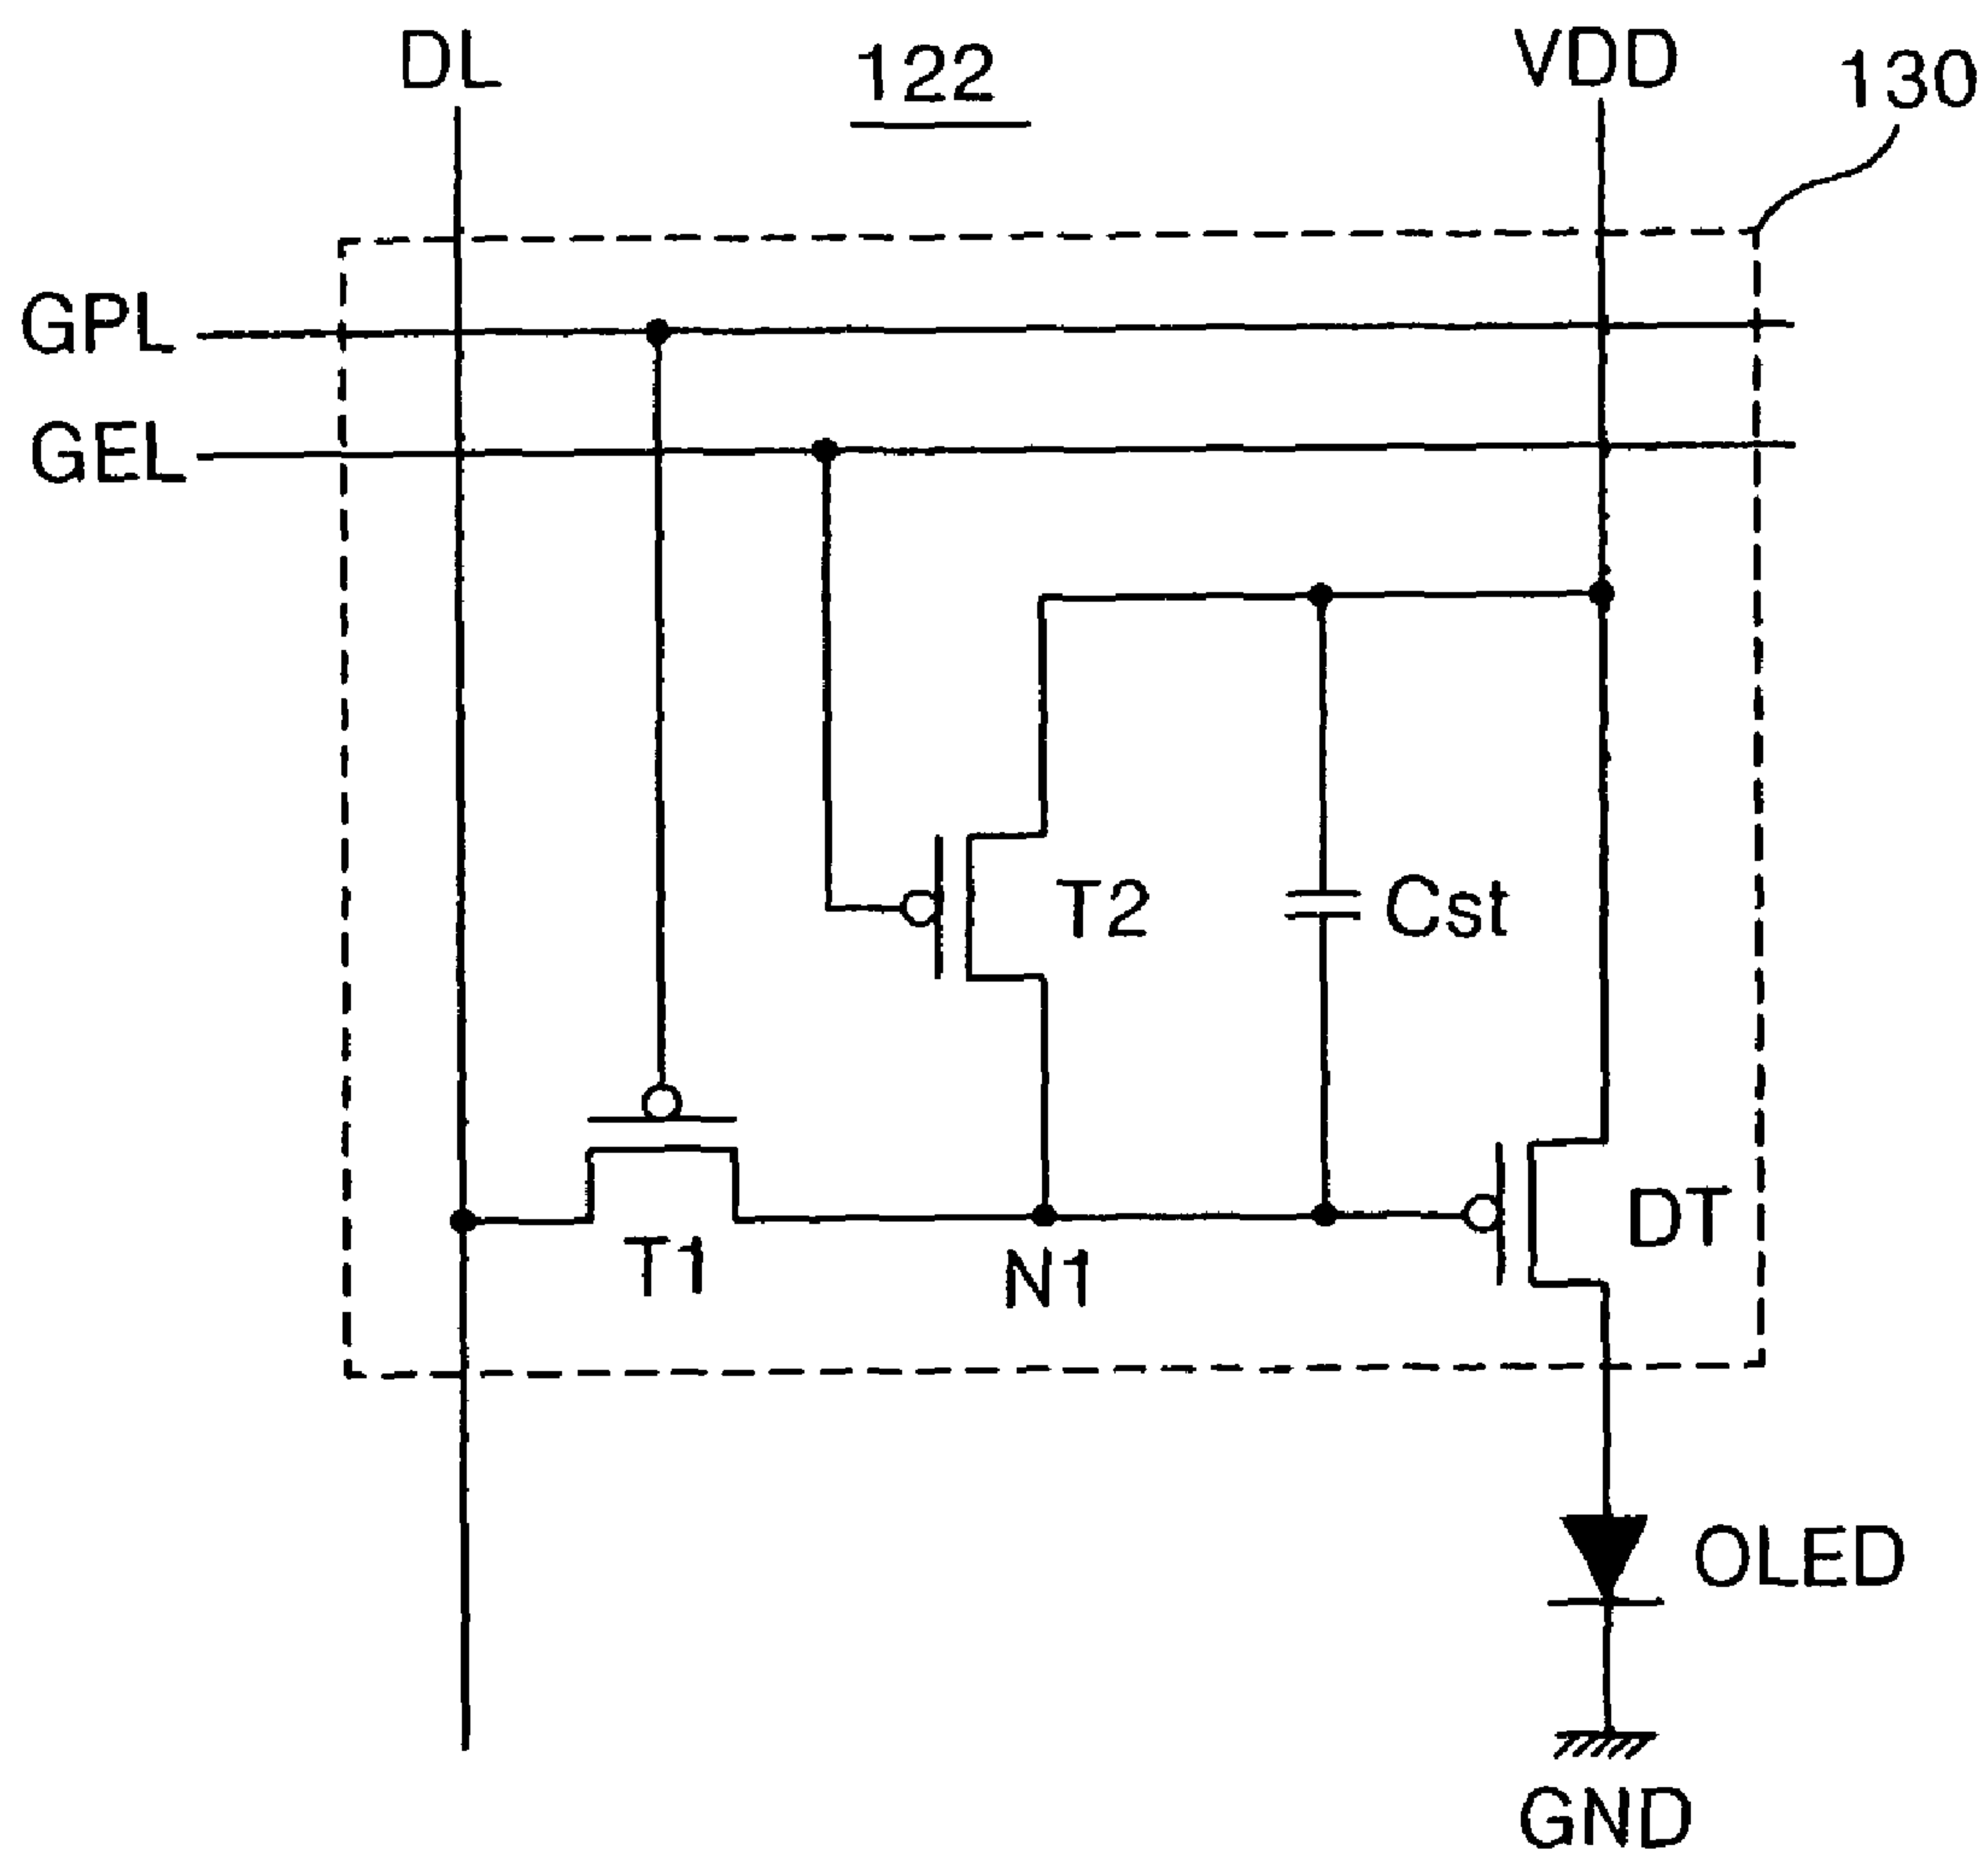 DL
122
VDD
130
GPL
GEL
T2
Cst
T1
N1
DT
OLED
GND